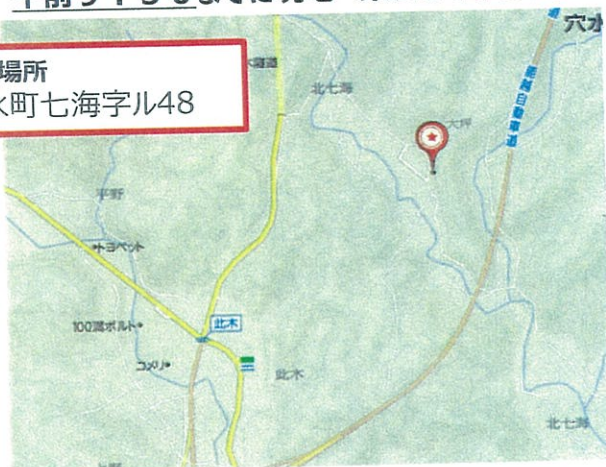 穴水
場所
水町七海字ル48
北七海
大坪
能越自動車道
平野
トヨペット
100満ボルト
此木
コメリ
此木
北七海